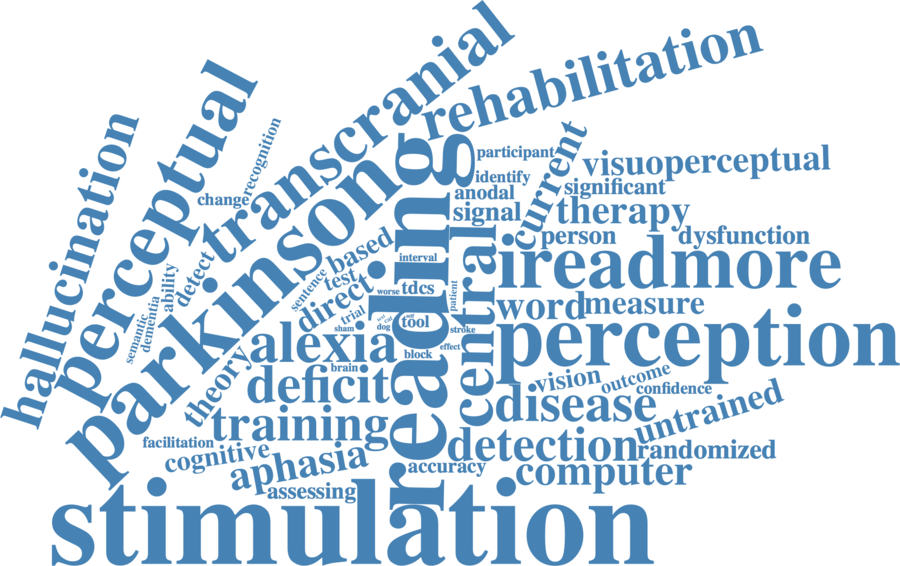 hallucination
perceptual
parkinsong
transcranial
rehabilitation
recognition
change
participant
identify
anodal
signal
current
visuoperceptual
significant
therapy
person
dysfunction
reading
central
ireadmore
word
measure
perception
based
interval
test
sentence
direct
worse
tdcs
patient
trial
sham
cat
dog
tool
stroke
effect
block
detect
ability
dementia
semantic
theory
alexia
brain
deficit
training
vision
outcome
confidence
disease
untrained
facilitation
cognitive
aphasia
assessing
accuracy
detection
randomized
computer
stimulation